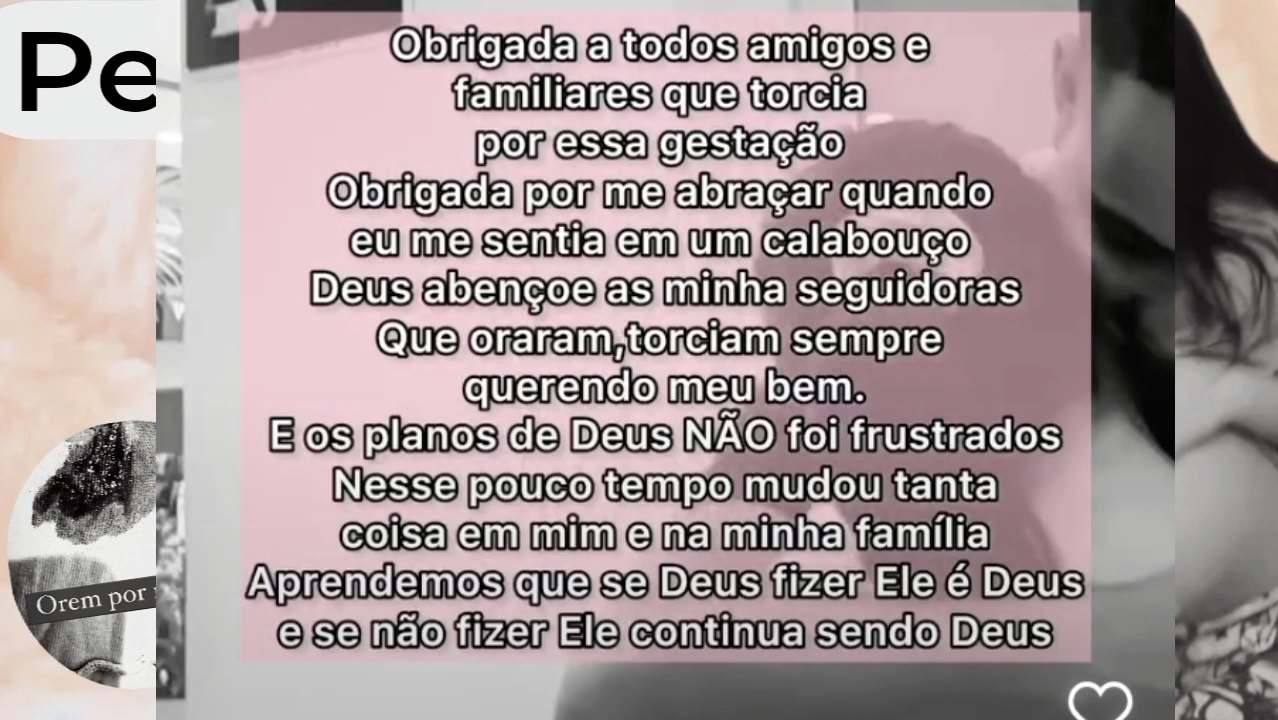 Obrigada a todos amigos e
familiares que torcia
por essa gestação
Obrigada por me abraçar quando
eu me sentia em um calabouço
Deus abençoe as minha seguidoras
Que oraram,torciam sempre
querendo meu bem.
E os planos de Deus NÃO foi frustrados
Nesse pouco tempo mudou tanta
coisa em mim e na minha família
Aprendemos que se Deus fizer Ele é Deus
e se não fizer Ele continua sendo Deus
Pe
Orem por